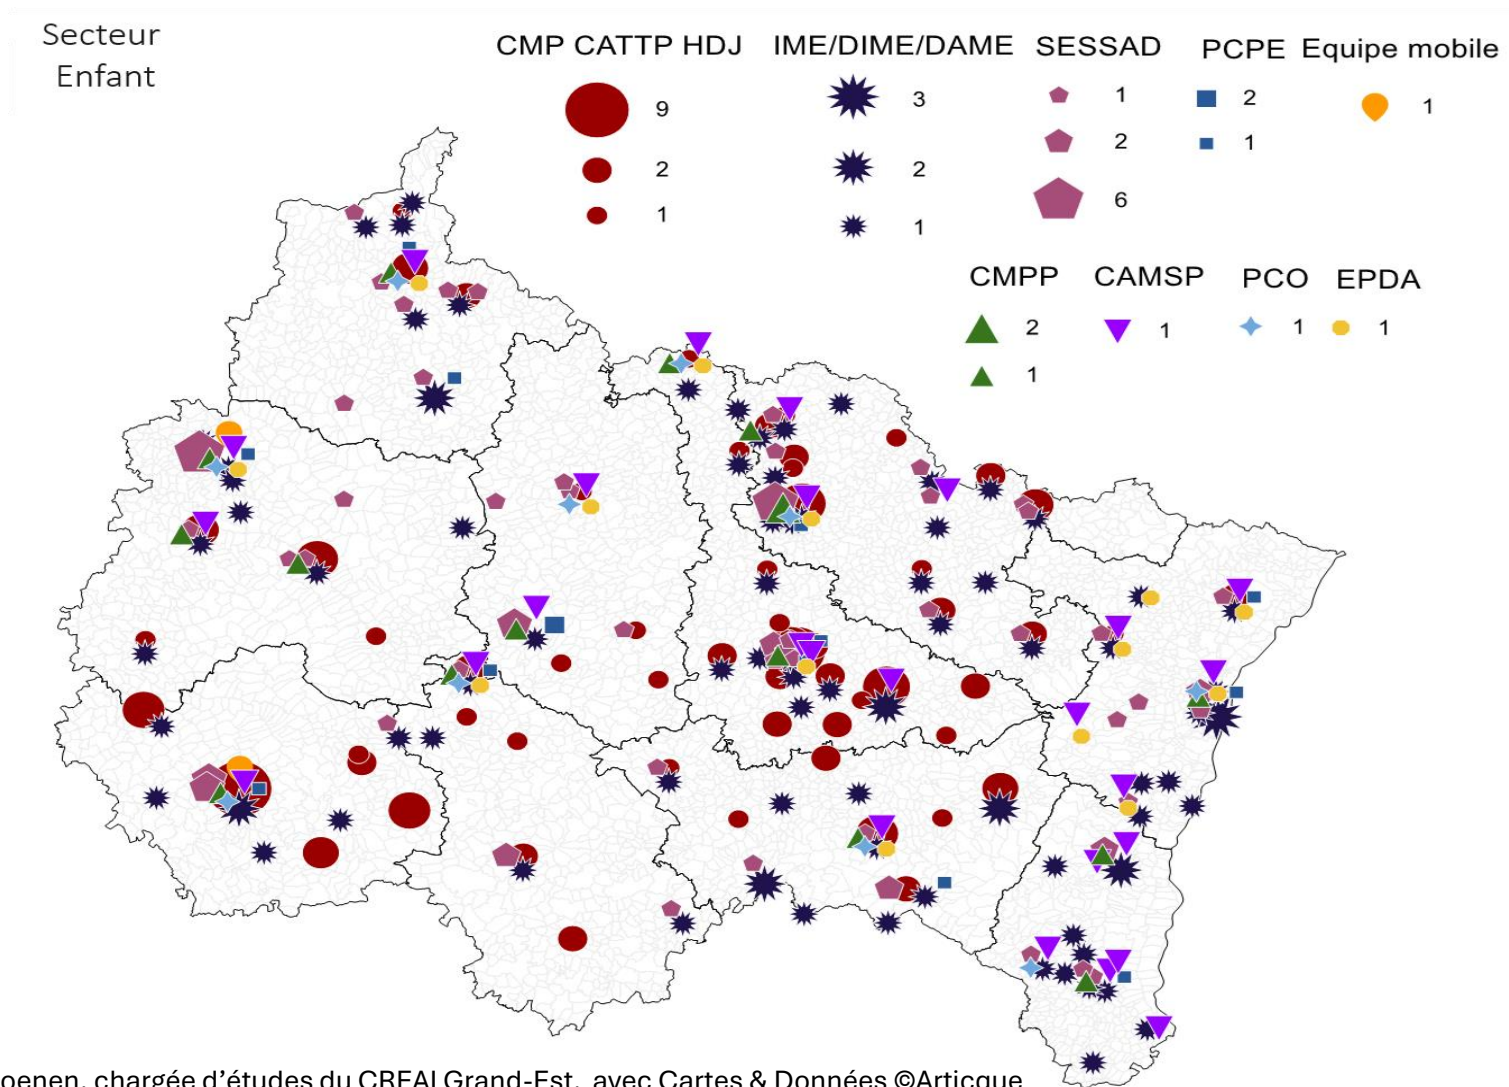 Secteur
Enfant
CMP CATTP HDJ IME/DIME/DAME SESSAD PCPE Equipe mobile
9 3 1 2 1
2 2 2 1
1 1 6
CMPP CAMSP PCO EPDA
2 1 1 1
1
oenen, chargée d'études du CREAI Grand-Est, avec Cartes & Données ©Articque